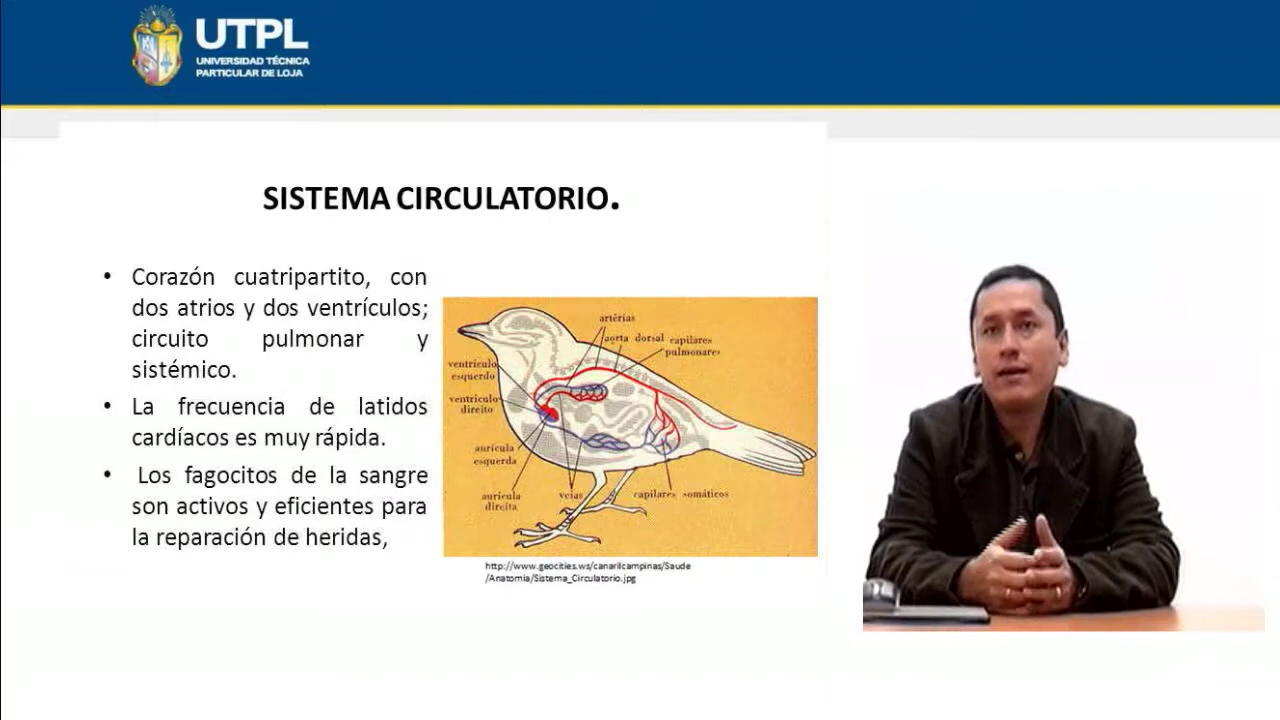 UTPL
UNIVERSIDAD TÉCNICA
PARTICULAR DE LOJA
SISTEMA CIRCULATORIO.
• Corazón cuatripartito, con
dos atrios y dos ventrículos;
circuito pulmonar y
sistémico.
• La frecuencia de latidos
cardíacos es muy rápida.
• Los fagocitos de la sangre
son activos y eficientes para
la reparación de heridas,
artérias
aorta dorsal
capilares
pulmonares
ventrículo
esquerdo
ventriculo
direito
aurícula
esquerda
aurícula
direita
veias
capilares somáticos
http://www.geocities.ws/canarilcampinas/Saude
/Anatomia/Sistema_Circulatorio.jpg